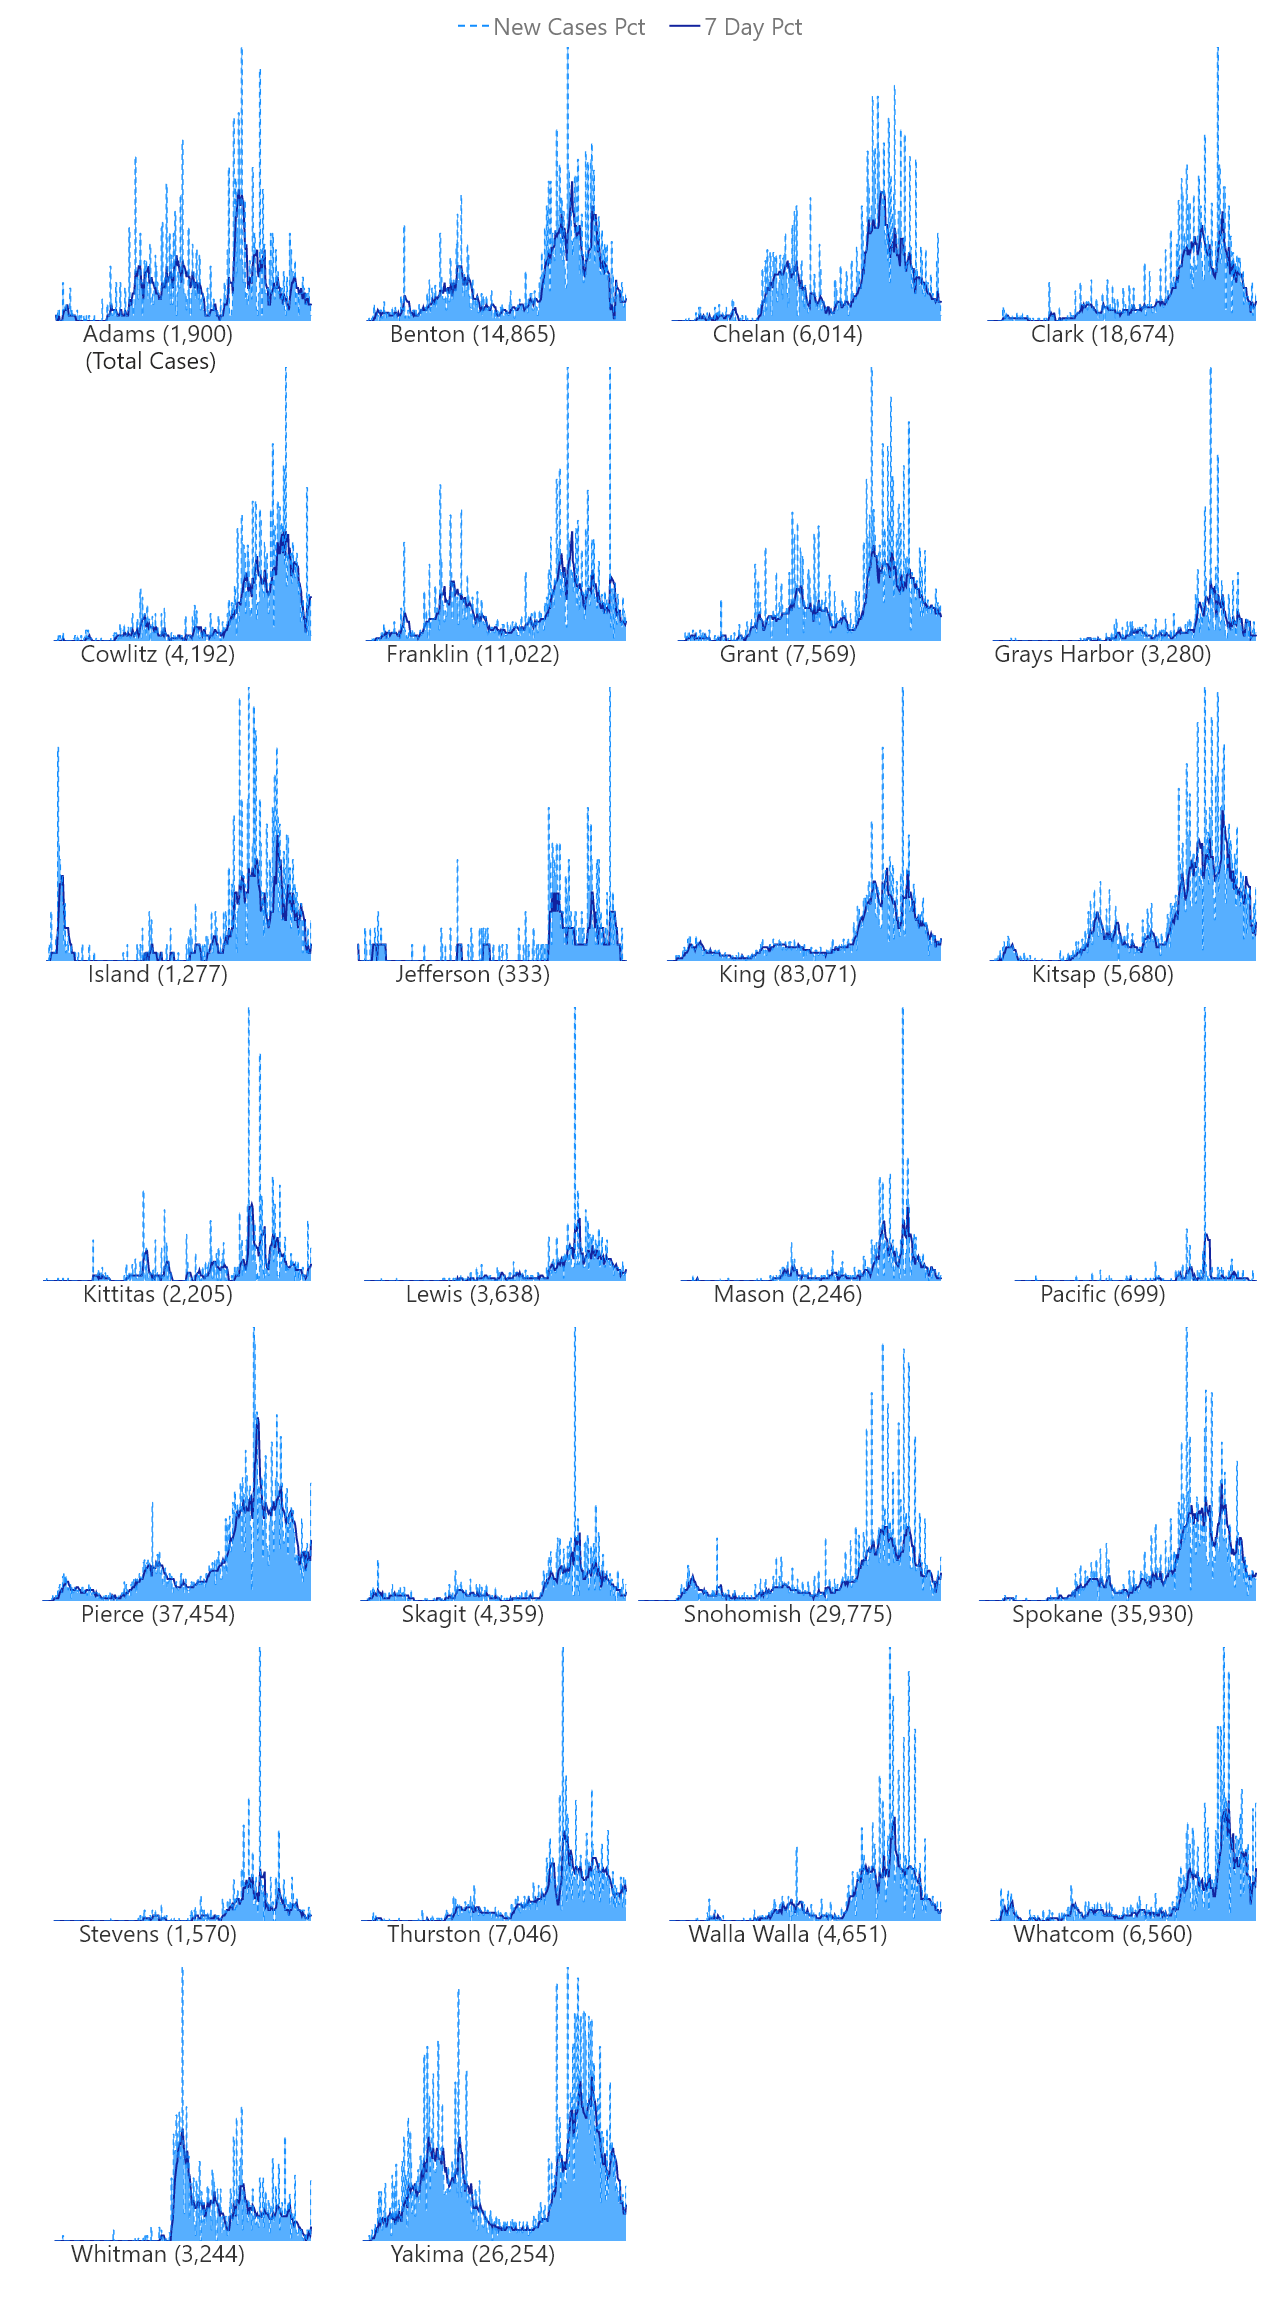 New Cases Pct 7 Day Pct
Adams (1,900) Benton (14,865) Chelan (6,014) Clark (18,674)
(Total Cases)
Cowlitz (4,192) Franklin (11,022) Grant (7,569) Grays Harbor (3,280)
Island (1,277) Jefferson (333) King (83,071) Kitsap (5,680)
Kittitas (2,205) Lewis (3,638) Mason (2,246) Pacific (699)
Pierce (37,454) Skagit (4,359) Snohomish (29,775) Spokane (35,930)
Stevens (1,570) Thurston (7,046) Walla Walla (4,651) Whatcom (6,560)
Whitman (3,244) Yakima (26,254)